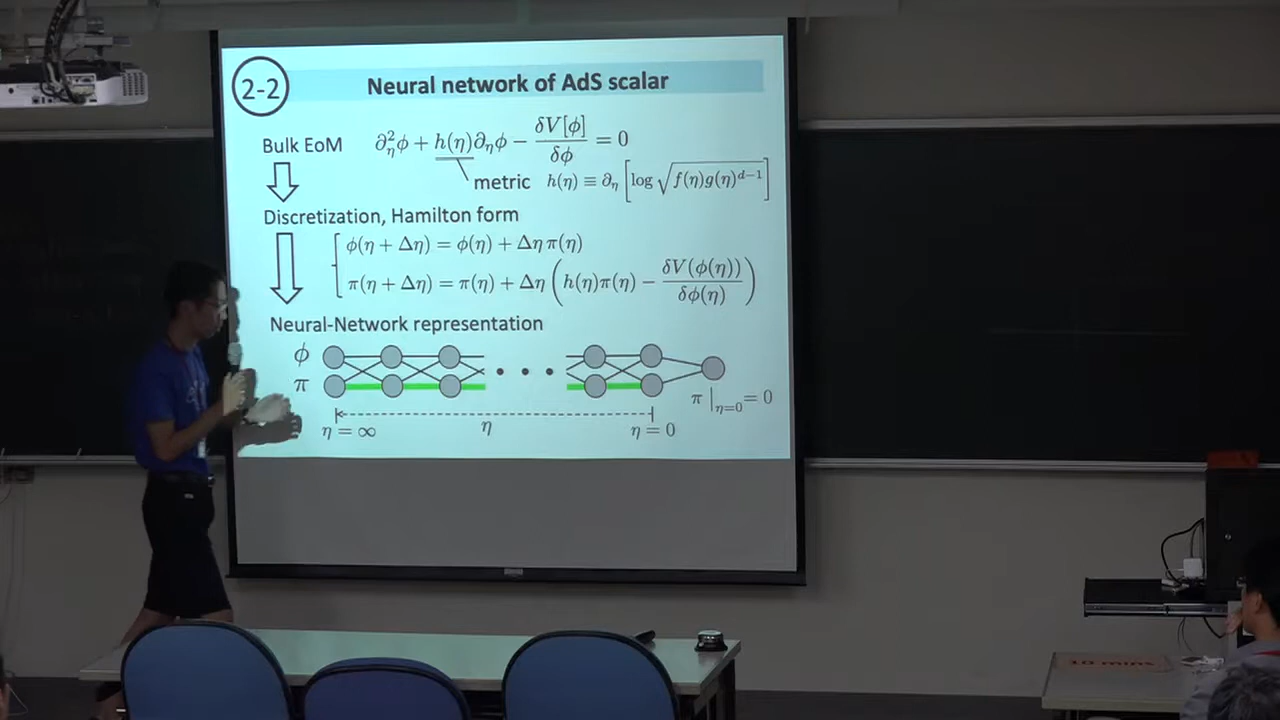 2-2 Neural network of AdS scalar
Bulk EoM ∂²_η ϕ + h(η)∂_η ϕ − δV[ϕ]/δϕ = 0
metric h(η) ≡ ∂_η [log √(f(η)g(η)^{d−1})]
Discretization, Hamilton form
ϕ(η + Δη) = ϕ(η) + Δη π(η)
π(η + Δη) = π(η) + Δη (h(η)π(η) − δV(ϕ(η))/δϕ(η))
Neural-Network representation
ϕ
π
π |_{η=0} = 0
η = ∞ η η = 0
10 mins